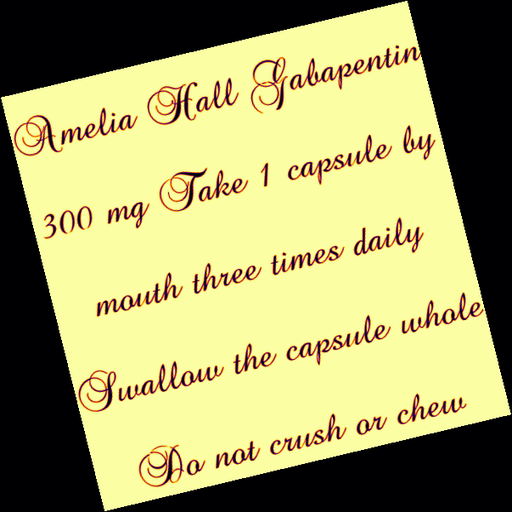 Amelia Hall Gabapentin
300 mg Take 1 capsule by
mouth three times daily
Swallow the capsule whole
Do not crush or chew